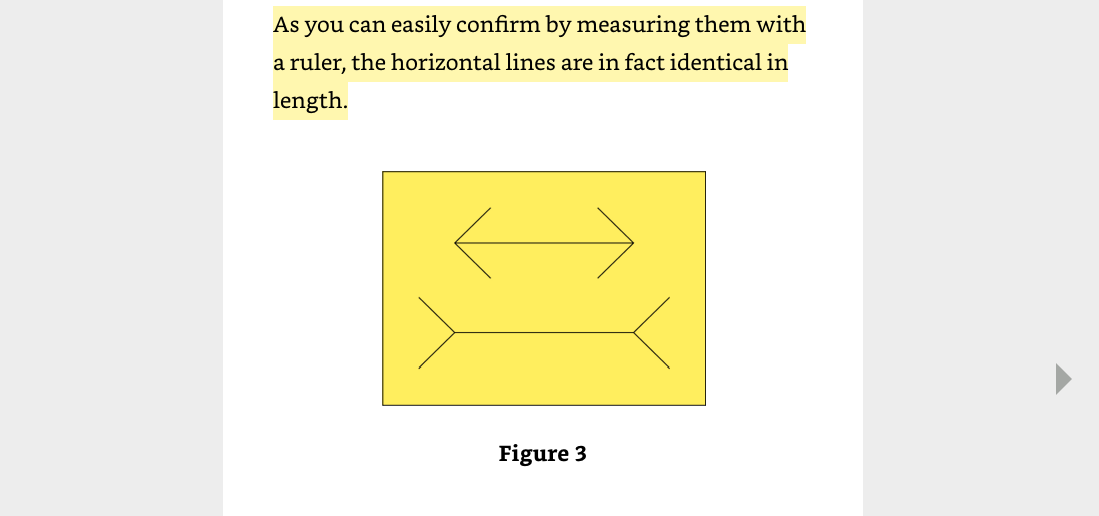 As you can easily confirm by measuring them with
a ruler, the horizontal lines are in fact identical in
length.
Figure 3